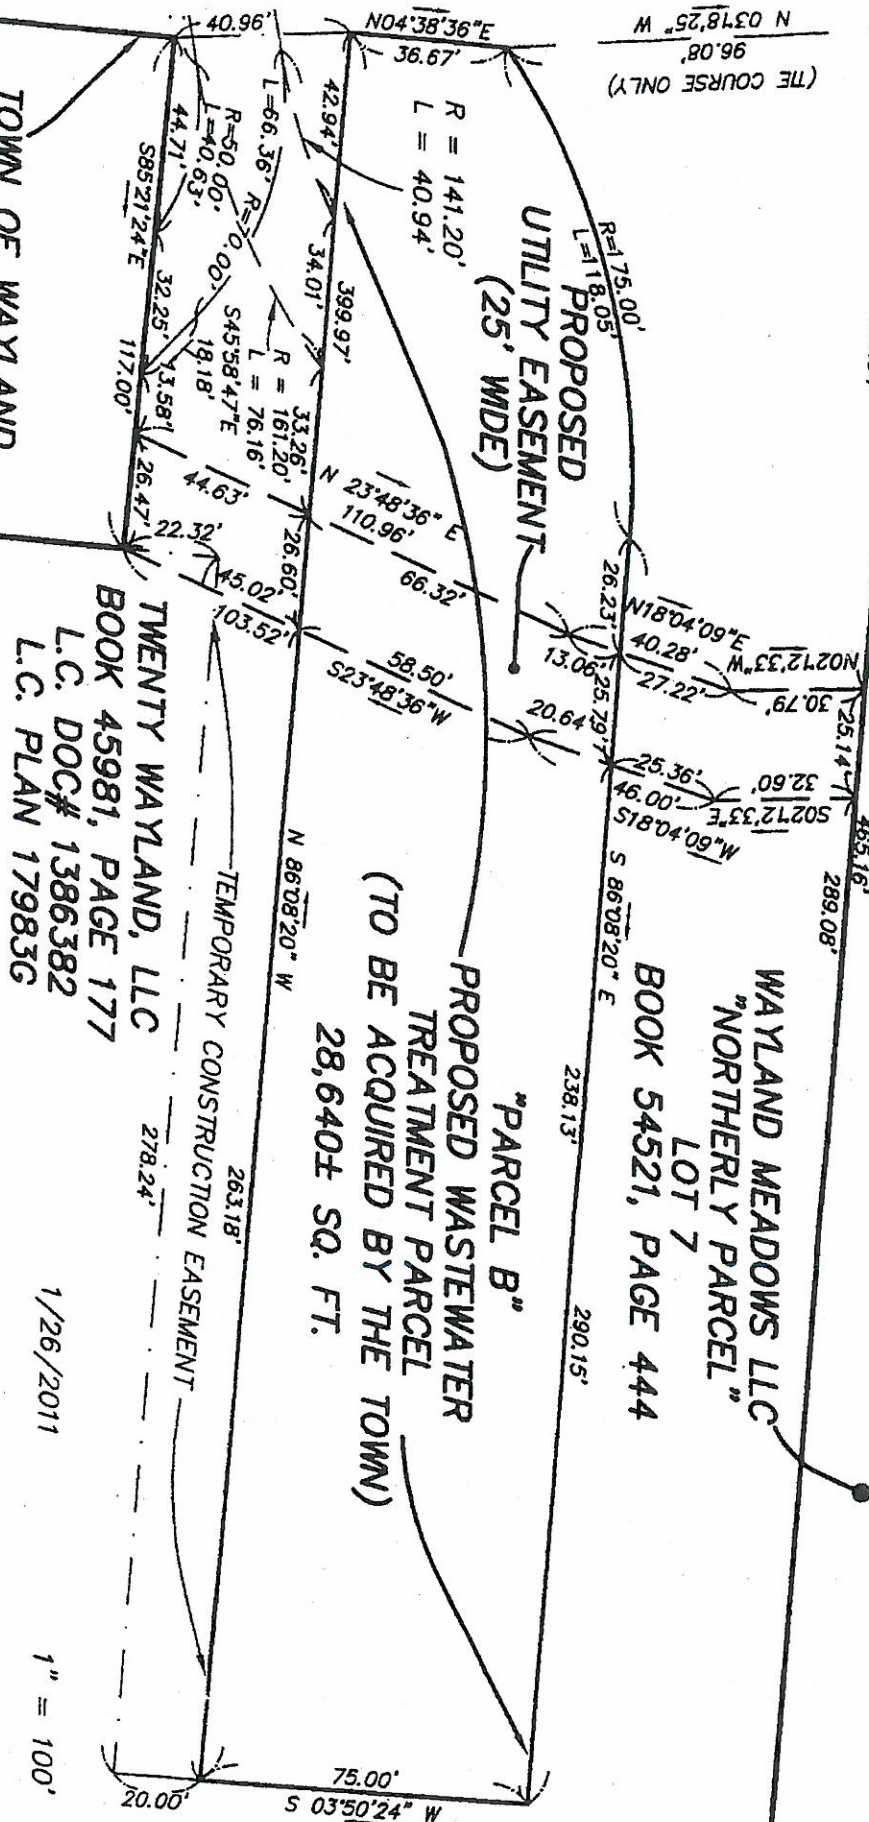 N 03°18'25" W
96.08'
(TIE COURSE ONLY)
40.96'
N04°38'36"E
36.67'
R=175.00'
L=118.05'
R = 141.20'
L = 40.94'
42.94'
34.01'
399.97'
33.26'
L=66.36'
R=50.00'
L=40.63'
44.71'
S85°21'24"E
32.25'
13.58'
117.00'
26.47'
S45°58'47"E
18.18'
R = 161.20'
L = 76.16'
PROPOSED
UTILITY EASEMENT
(25' WIDE)
44.63'
N 23°48'36" E
110.96'
66.32'
13.06'
26.23'
N18°04'09"E
40.28'
27.22'
N02°12'33"W
30.79'
25.14'
22.32'
45.02'
103.52'
26.60'
58.50'
S23°48'36"W
20.64'
25.79'
25.36'
46.00'
S18°04'09"W
S02°12'33"E
32.60'
465.16'
289.08'
TOWN OF WAYLAND
TWENTY WAYLAND, LLC
BOOK 45981, PAGE 177
L.C. DOC# 1386382
L.C. PLAN 17983G
TEMPORARY CONSTRUCTION EASEMENT
N 86°08'20" W
263.18'
278.24'
S 86°08'20" E
238.13'
290.15'
WAYLAND MEADOWS LLC
"NORTHERLY PARCEL"
LOT 7
BOOK 54521, PAGE 444
"PARCEL B"
PROPOSED WASTEWATER
TREATMENT PARCEL
(TO BE ACQUIRED BY THE TOWN)
28,640± SQ. FT.
75.00'
S 03°50'24" W
20.00'
1/26/2011
1" = 100'